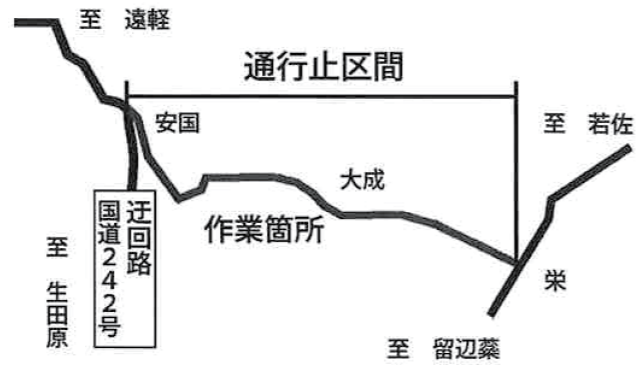 至　遠軽
通行止区間
安国
至　若佐
大成
作業箇所
迂回路
国道２４２号
至　生田原
栄
至　留辺蘂